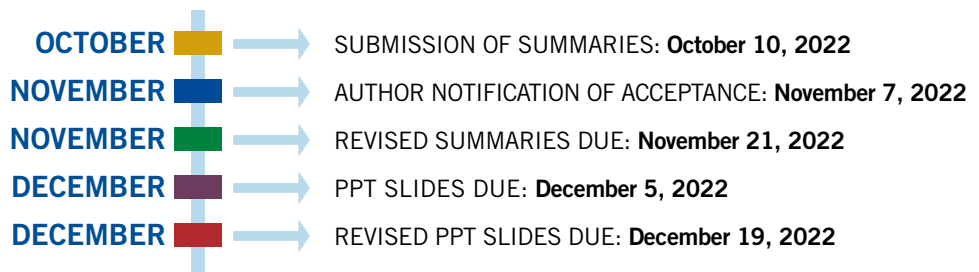 OCTOBER SUBMISSION OF SUMMARIES: October 10, 2022
NOVEMBER AUTHOR NOTIFICATION OF ACCEPTANCE: November 7, 2022
NOVEMBER REVISED SUMMARIES DUE: November 21, 2022
DECEMBER PPT SLIDES DUE: December 5, 2022
DECEMBER REVISED PPT SLIDES DUE: December 19, 2022